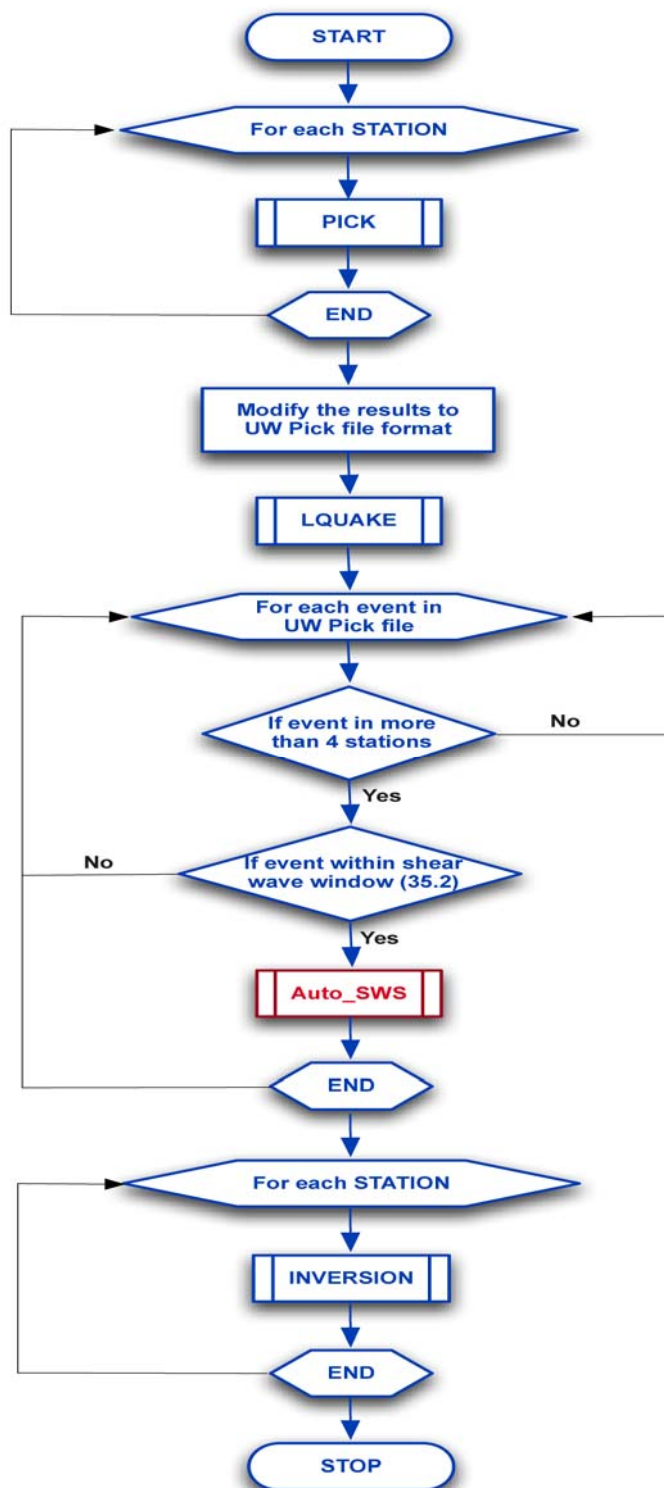 START
For each STATION
PICK
END
Modify the results to
UW Pick file format
LQUAKE
For each event in
UW Pick file
If event in more
than 4 stations
No
Yes
If event within shear
wave window (35.2)
No
Yes
Auto_SWS
END
For each STATION
INVERSION
END
STOP